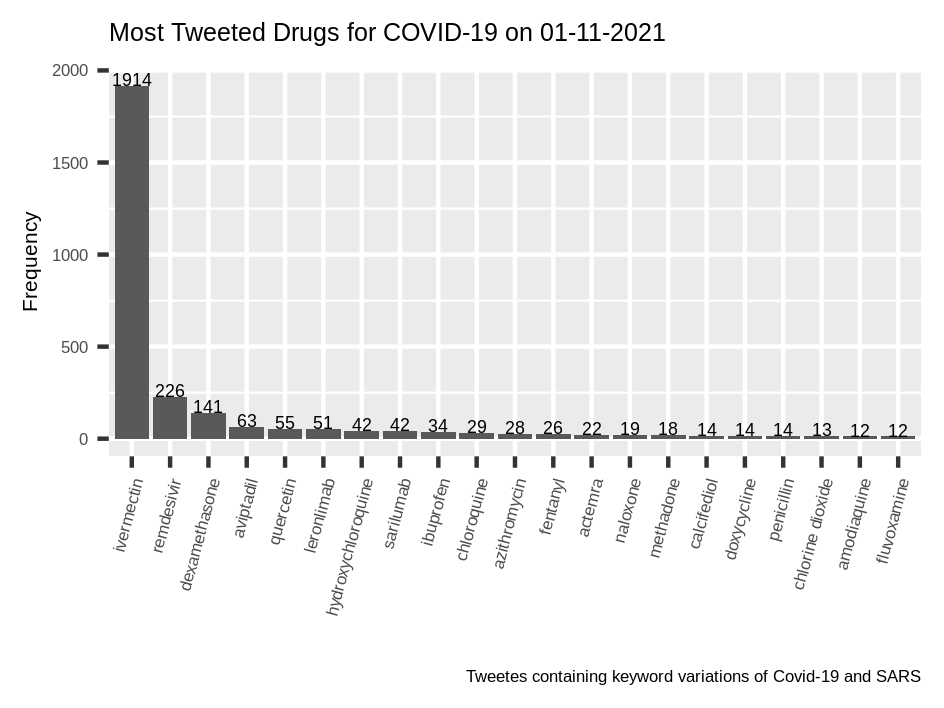 Most Tweeted Drugs for COVID-19 on 01-11-2021
Frequency
2000
1500
1000
500
0
1914
226
141
63
55
51
42
42
34
29
28
26
22
19
18
14
14
14
13
12
12
ivermectin
remdesivir
dexamethasone
aviptadil
quercetin
leronlimab
hydroxychloroquine
sarilumab
ibuprofen
chloroquine
azithromycin
fentanyl
actemra
naloxone
methadone
calcifediol
doxycycline
penicillin
chlorine dioxide
amodiaquine
fluvoxamine
Tweetes containing keyword variations of Covid-19 and SARS